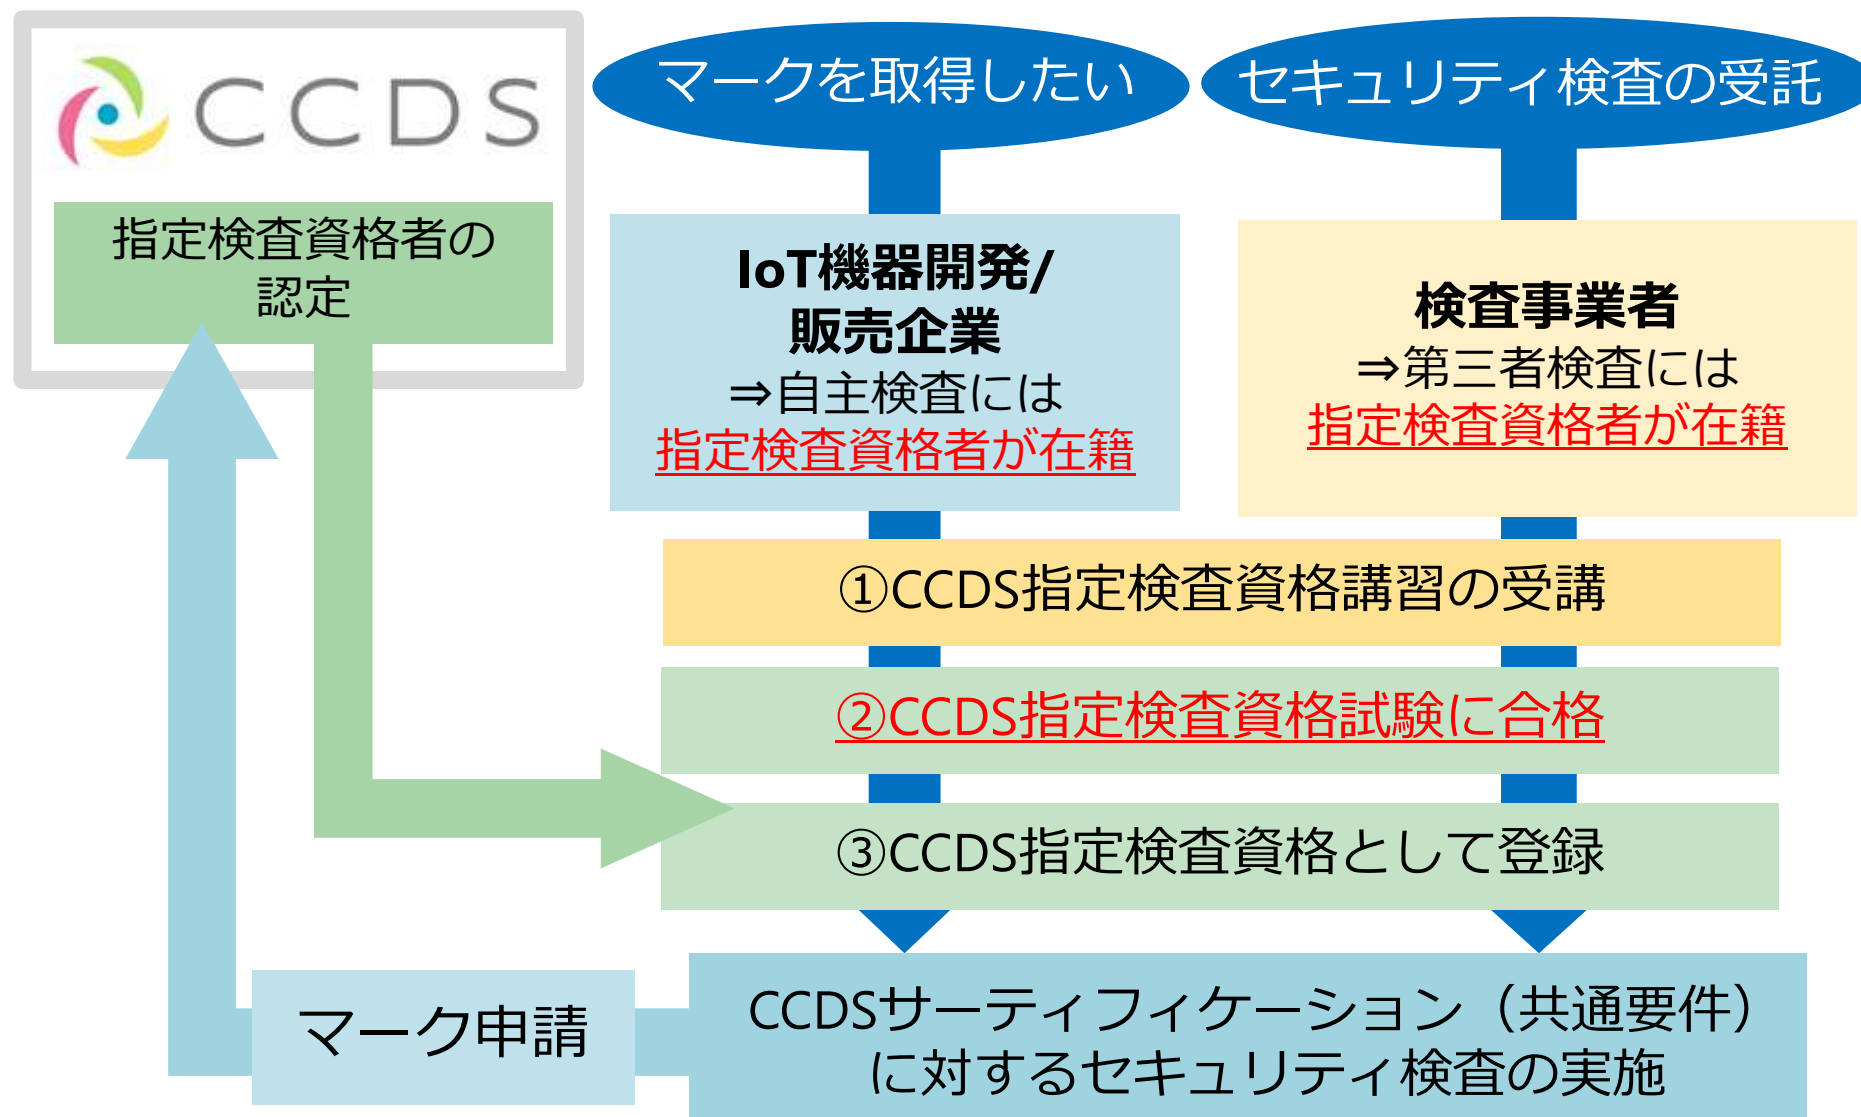 CCDS
指定検査資格者の
認定
マークを取得したい
セキュリティ検査の受託
IoT機器開発/
販売企業
⇒自主検査には
指定検査資格者が在籍
検査事業者
⇒第三者検査には
指定検査資格者が在籍
①CCDS指定検査資格講習の受講
②CCDS指定検査資格試験に合格
③CCDS指定検査資格として登録
マーク申請
CCDSサーティフィケーション（共通要件）
に対するセキュリティ検査の実施